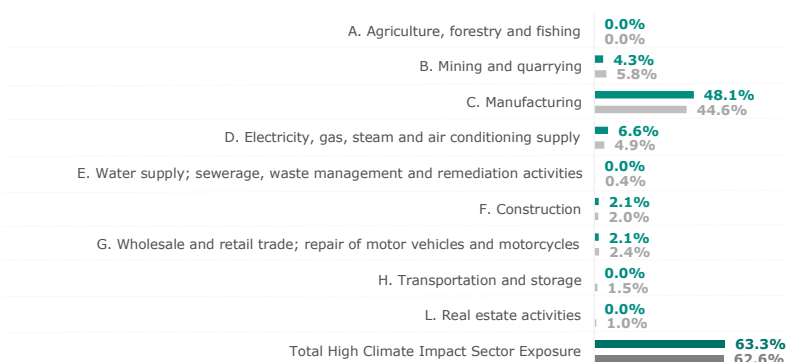 A. Agriculture, forestry and fishing 0.0%
0.0%
B. Mining and quarrying 4.3%
5.8%
C. Manufacturing 48.1%
44.6%
D. Electricity, gas, steam and air conditioning supply 6.6%
4.9%
E. Water supply; sewerage, waste management and remediation activities 0.0%
0.4%
F. Construction 2.1%
2.0%
G. Wholesale and retail trade; repair of motor vehicles and motorcycles 2.1%
2.4%
H. Transportation and storage 0.0%
1.5%
L. Real estate activities 0.0%
1.0%
Total High Climate Impact Sector Exposure 63.3%
62.6%